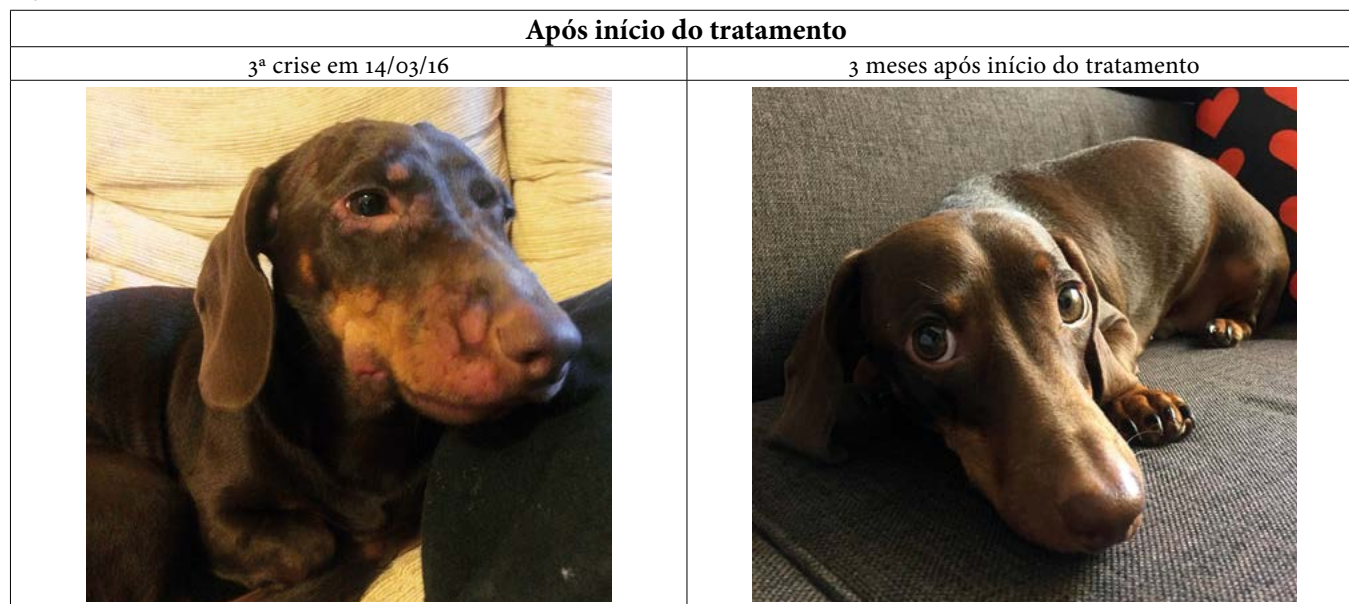 Após início do tratamento
3ª crise em 14/03/16
3 meses após início do tratamento